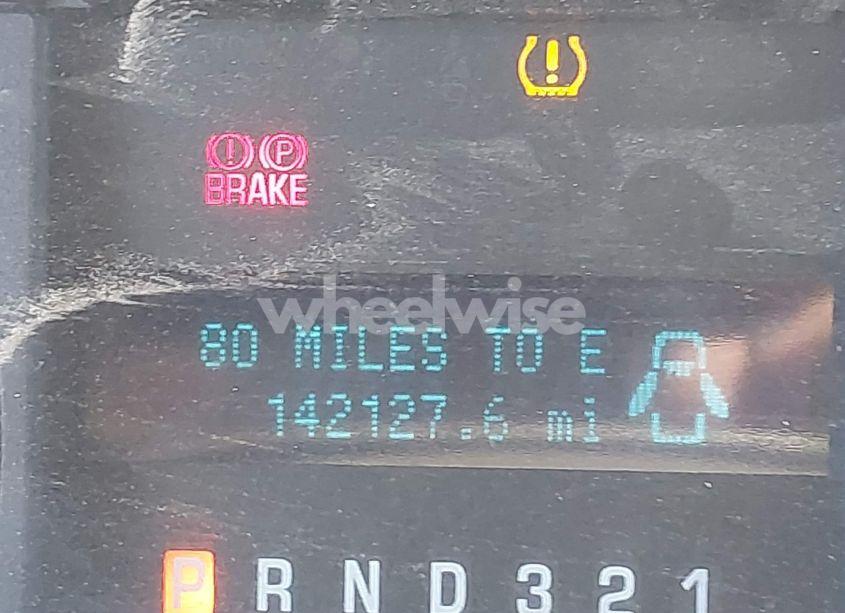 ! P
BRAKE
wheelwise
80 MILES TO E
142127.6 mi
P R N D 3 2 1